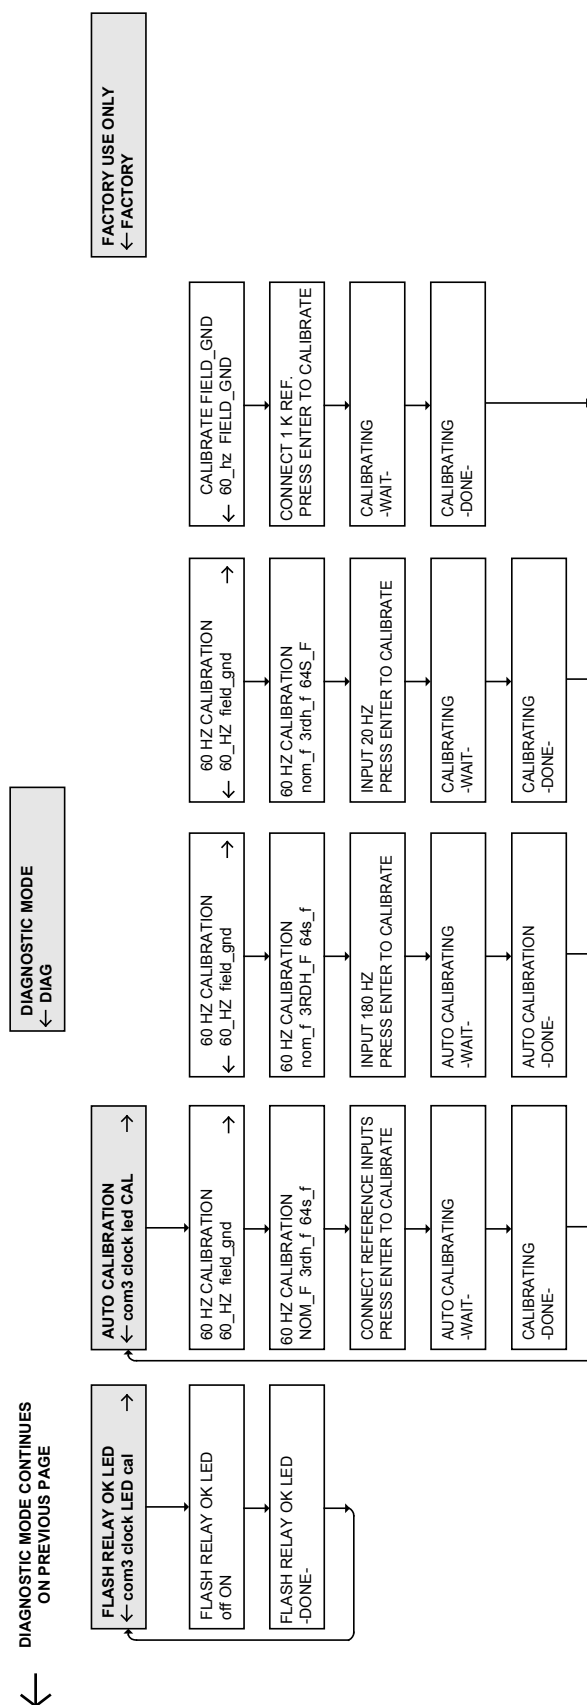 ← DIAGNOSTIC MODE CONTINUES
ON PREVIOUS PAGE
DIAGNOSTIC MODE
← DIAG
FLASH RELAY OK LED
← com3 clock LED cal →
FLASH RELAY OK LED
off ON
FLASH RELAY OK LED
-DONE-
AUTO CALIBRATION
← com3 clock led CAL →
60 HZ CALIBRATION
60_HZ field_gnd →
60 HZ CALIBRATION
NOM_F 3rdh_f 64s_f
CONNECT REFERENCE INPUTS
PRESS ENTER TO CALIBRATE
AUTO CALIBRATING
-WAIT-
CALIBRATING
-DONE-
60 HZ CALIBRATION
← 60_HZ field_gnd →
60 HZ CALIBRATION
nom_f 3RDH_F 64s_f
INPUT 180 HZ
PRESS ENTER TO CALIBRATE
AUTO CALIBRATING
-WAIT-
AUTO CALIBRATION
-DONE-
60 HZ CALIBRATION
← 60_HZ field_gnd →
60 HZ CALIBRATION
nom_f 3rdh_f 64S_F
INPUT 20 HZ
PRESS ENTER TO CALIBRATE
CALIBRATING
-WAIT-
CALIBRATING
-DONE-
CALIBRATE FIELD_GND
← 60_hz FIELD_GND
CONNECT 1 K REF.
PRESS ENTER TO CALIBRATE
CALIBRATING
-WAIT-
CALIBRATING
-DONE-
FACTORY USE ONLY
← FACTORY